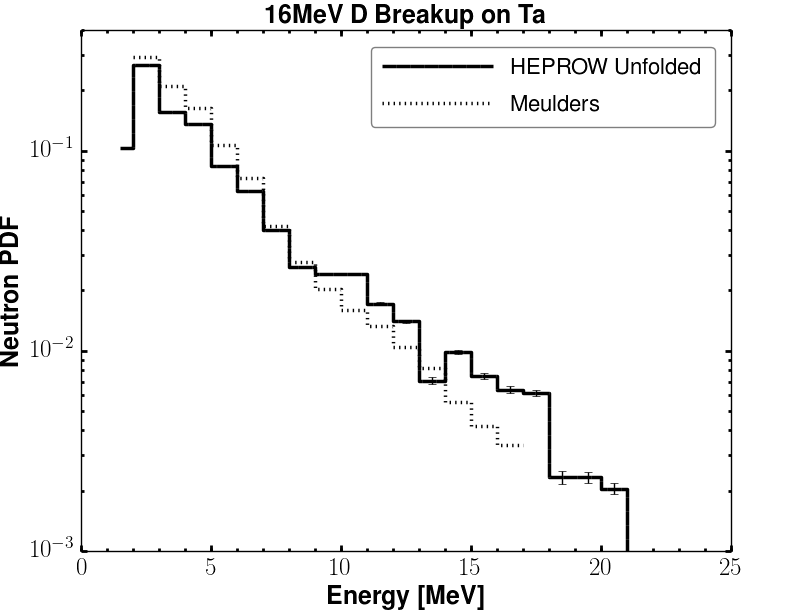 16MeV D Breakup on Ta
HEPROW Unfolded
Meulders
Neutron PDF
10⁻¹
10⁻²
10⁻³
0 5 10 15 20 25
Energy [MeV]